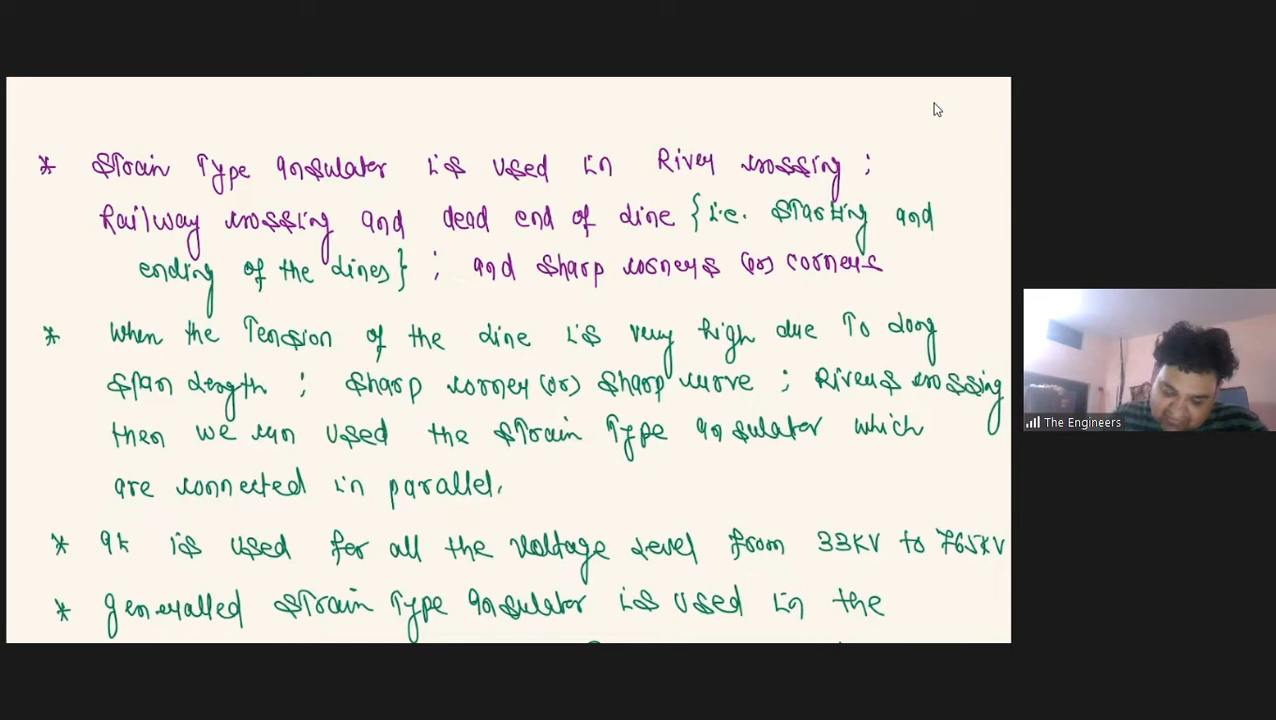 * Strain Type insulater is used in River crossing ;
Railway crossing and dead end of line {i.e. starting and
ending of the lines} ; and sharp corners (or) corners
* When the Tension of the line is very high due To long
span length ; sharp corner (or) sharp curve ; Rivers crossing
then we can used the strain Type insulater which
are connected in parallel.
* It is used for all the voltage level from 33KV to 765KV
* generalled strain Type insulater is used in the
The Engineers